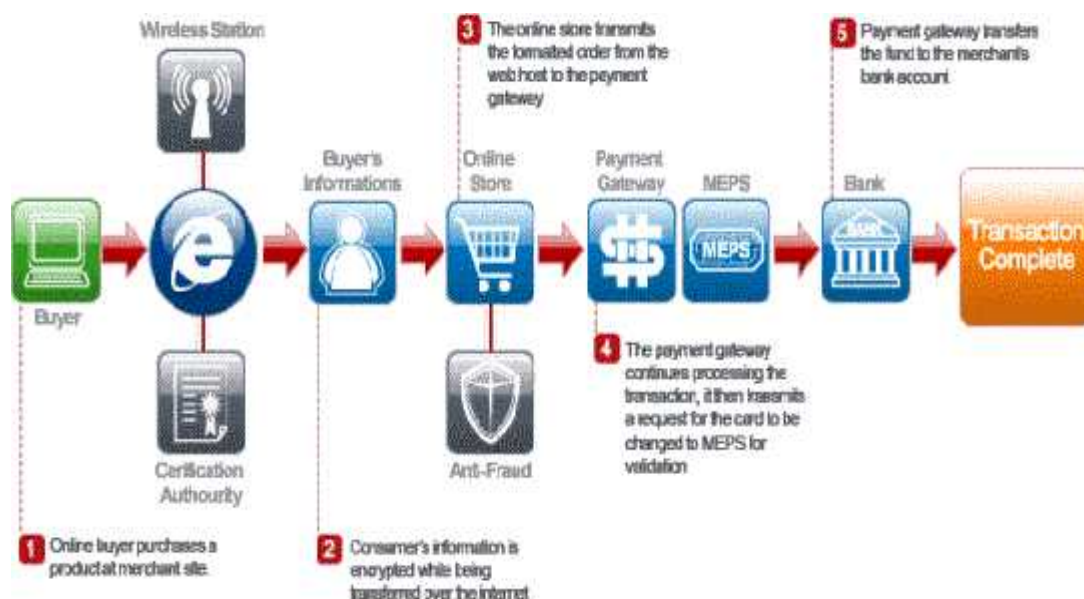 Wireless Station
3 The online store transmits
the formated order from the
web host to the payment
gateway
5 Payment gateway transfers
the fund to the merchant's
bank account
Buyer's
Informations
Online
Store
Payment
Gateway
MEPS
Bank
MEPS
BANK
Transaction
Complete
Buyer
Cerification
Authourity
Anti-Fraud
4 The payment gateway
continues processing the
transaction, it then trasmits
a request for the card to be
changed to MEPS for
validation
1 Online buyer purchases a
product at merchant site.
2 Consumer's information is
encrypted while being
transferred over the internet